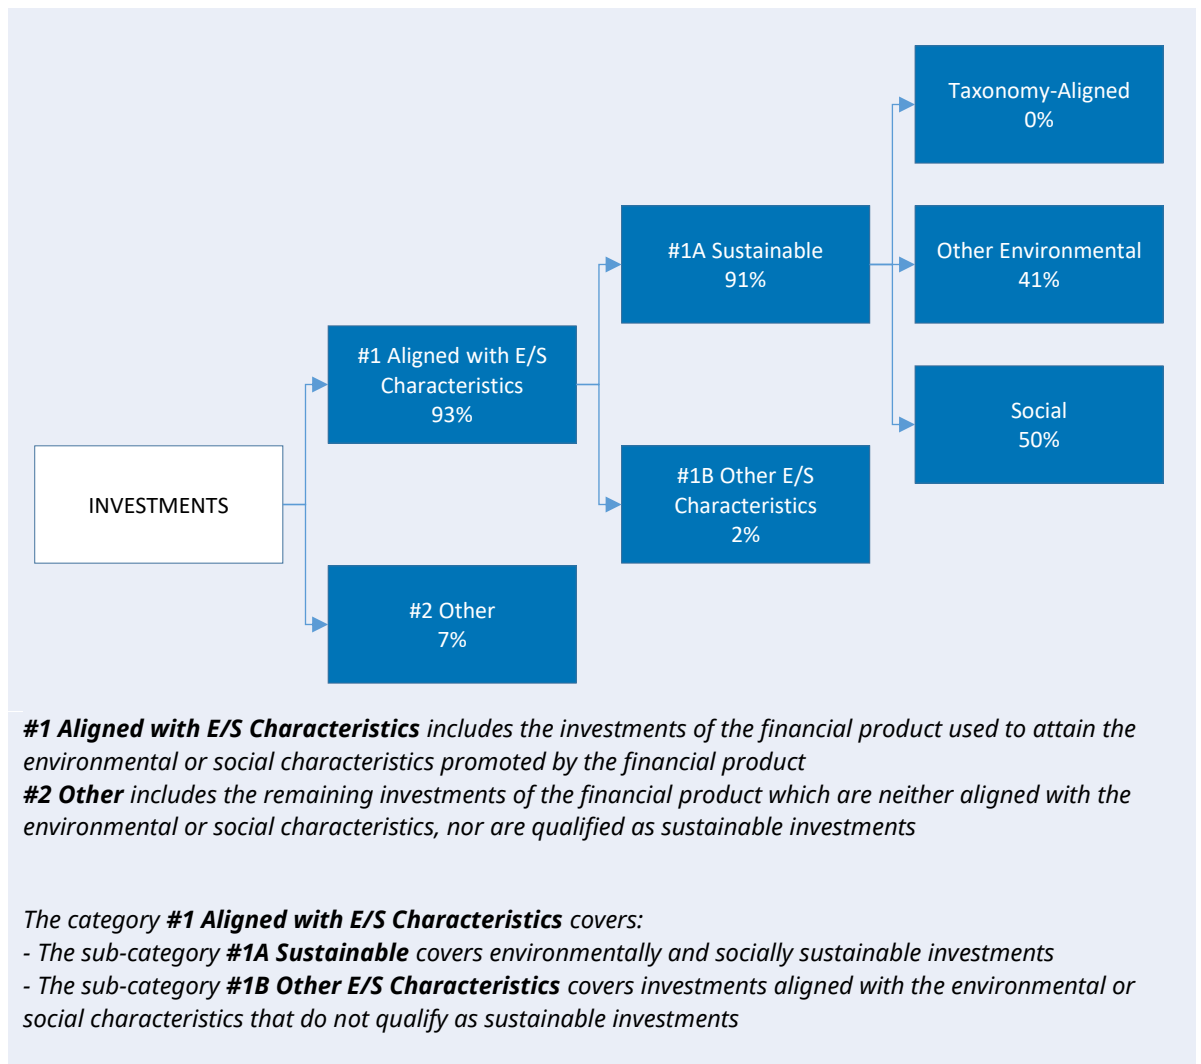 Taxonomy-Aligned
0%
#1A Sustainable
91%
Other Environmental
41%
#1 Aligned with E/S
Characteristics
93%
Social
50%
INVESTMENTS
#1B Other E/S
Characteristics
2%
#2 Other
7%
#1 Aligned with E/S Characteristics includes the investments of the financial product used to attain the
environmental or social characteristics promoted by the financial product
#2 Other includes the remaining investments of the financial product which are neither aligned with the
environmental or social characteristics, nor are qualified as sustainable investments
The category #1 Aligned with E/S Characteristics covers:
- The sub-category #1A Sustainable covers environmentally and socially sustainable investments
- The sub-category #1B Other E/S Characteristics covers investments aligned with the environmental or
social characteristics that do not qualify as sustainable investments